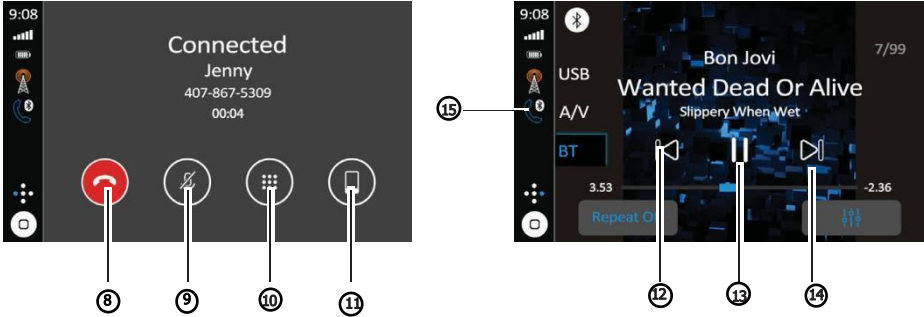 9:08
Connected
Jenny
407-867-5309
00:04
8
9
10
11
15
9:08
7/99
USB
A/V
BT
Bon Jovi
Wanted Dead Or Alive
Slippery When Wet
3.53
-2.36
Repeat O
12
13
14